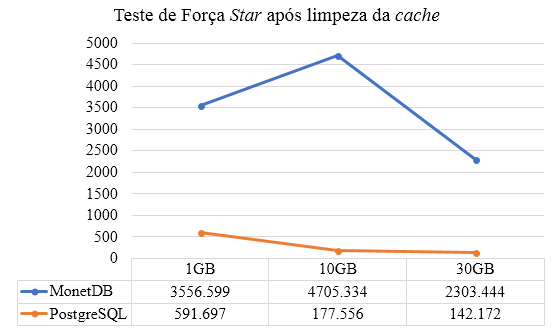 Teste de Força Star após limpeza da cache
5000
4500
4000
3500
3000
2500
2000
1500
1000
500
0
1GB 10GB 30GB
MonetDB 3556.599 4705.334 2303.444
PostgreSQL 591.697 177.556 142.172